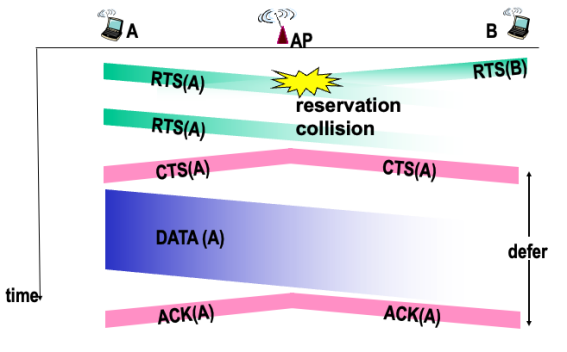 A
AP
B
RTS(A)
RTS(B)
reservation
collision
RTS(A)
CTS(A)
CTS(A)
DATA (A)
defer
time
ACK(A)
ACK(A)